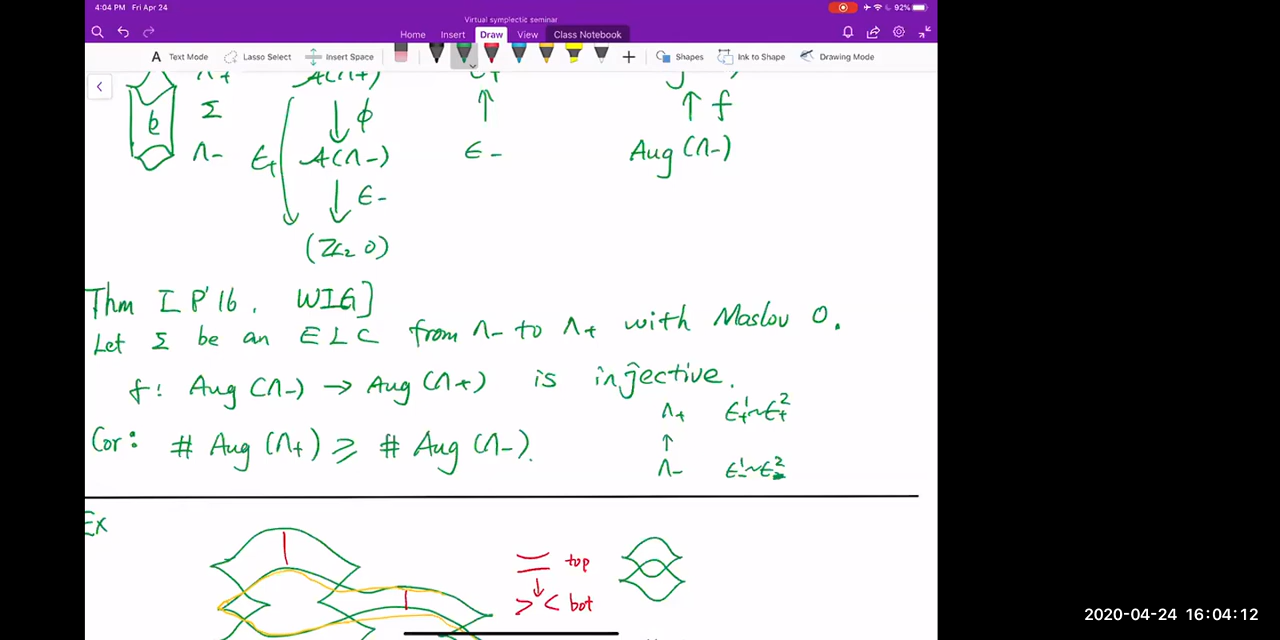 4:04 PM Fri Apr 24
92%
Virtual symplectic seminar
Home Insert Draw View Class Notebook
Text Mode Lasso Select Insert Space Shapes Ink to Shape Drawing Mode
Λ+ A(Λ+)
Σ ↓ φ ↑ ↑ f
Λ- ϵ+ A(Λ-) ϵ- Aug (Λ-)
↓ ϵ-
(Z2 0)
Thm [P'16, WIG]
Let Σ be an ELC from Λ- to Λ+ with Maslov 0.
f: Aug (Λ-) → Aug (Λ+) is injective.
Λ+ ϵ+^1~ϵ+^2
↑
Cor: # Aug (Λ+) ⩾ # Aug (Λ-).
Λ- ϵ-^1~ϵ-^2
Ex
top
↓
> < bot
2020-04-24 16:04:12